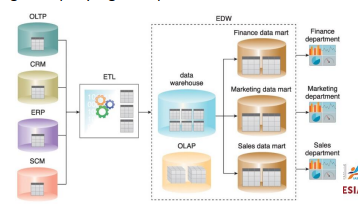 OLTP
CRM
ERP
SCM
ETL
EDW
data
warehouse
OLAP
Finance data mart
Marketing data mart
Sales data mart
Finance
department
Marketing
department
Sales
department
ESIA